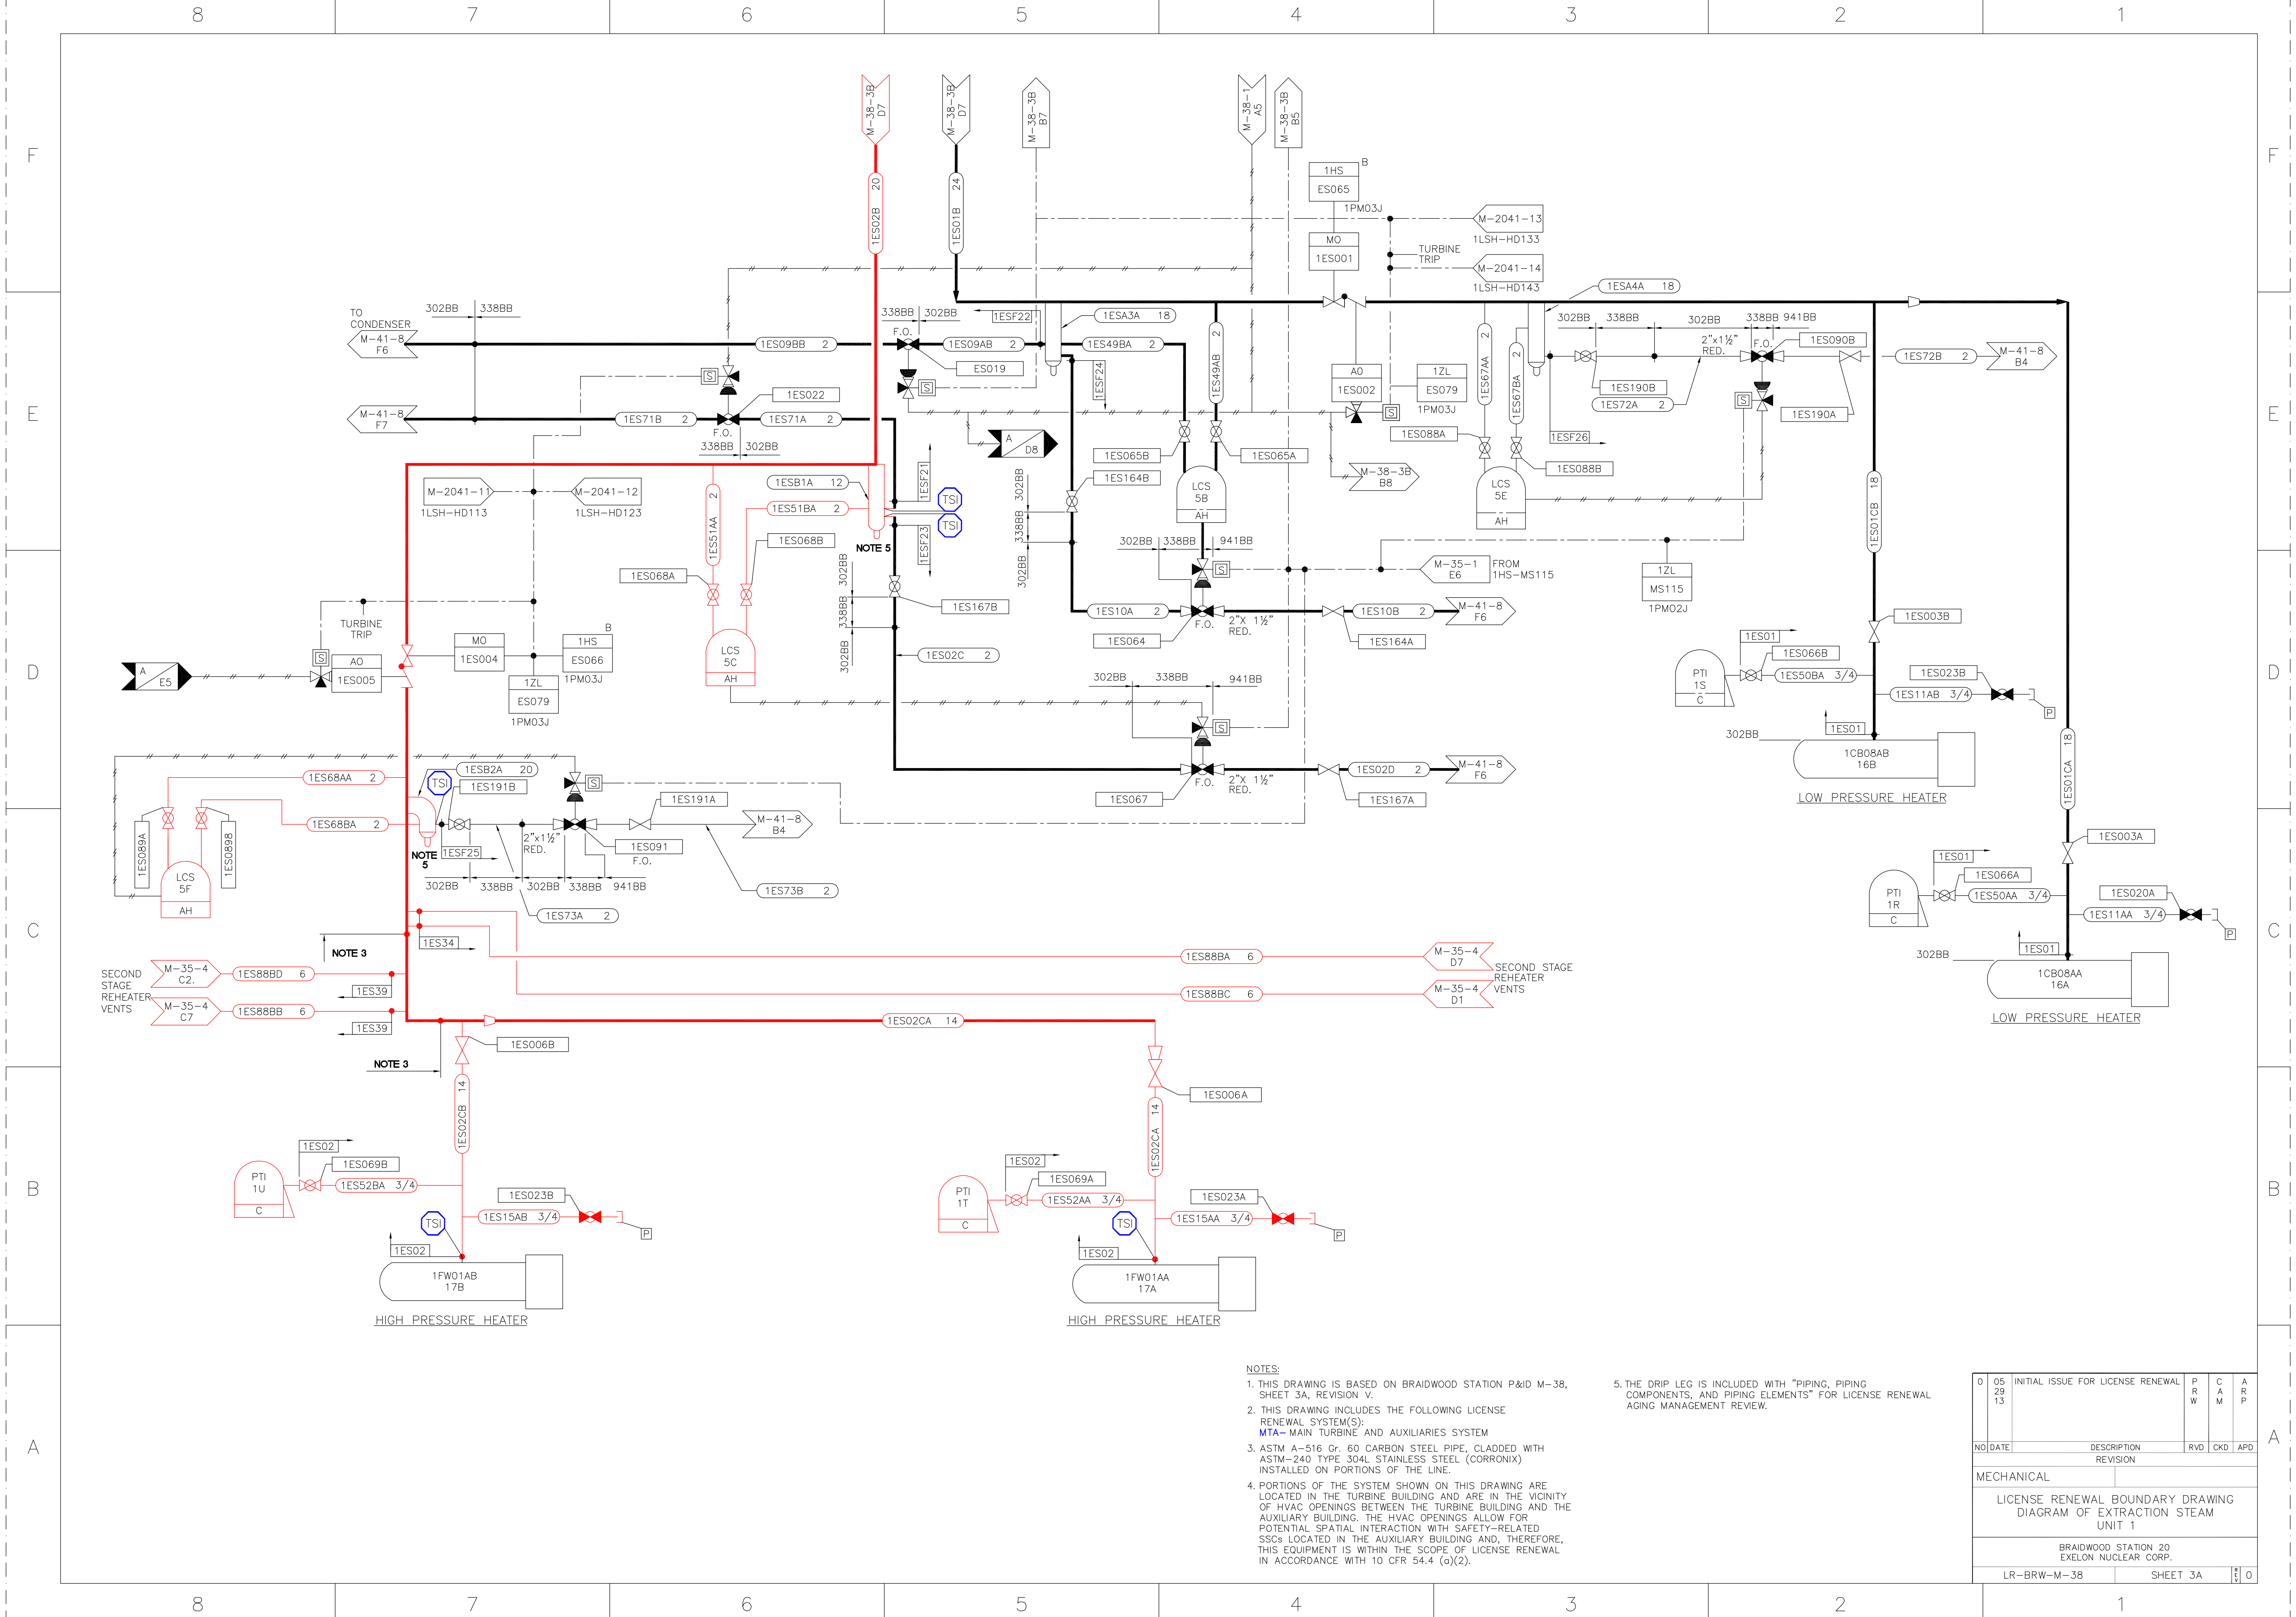 8 7 6 5 4 3 2 1
F
E
D
C
B
A
M-38-3B
D7
M-38-3B
D7
M-38-3B
B7
M-38-1
A5
M-38-3B
B5
1ES02B 20
1ES01B 24
1HS
ES065
B
1PM03J
MO
1ES001
M-2041-13
1LSH-HD133
TURBINE
TRIP
M-2041-14
1LSH-HD143
1ESA4A 18
TO
CONDENSER
M-41-8
F6
302BB 338BB
1ES09BB 2
338BB 302BB
F.O.
1ESF22
1ES09AB 2
1ESA3A 18
1ES49BA 2
ES019
S
1ESF24
1ES49AB 2
AO
1ES002
1ZL
ES079
1PM03J
S
1ES67AA 2
1ES67BA 2
302BB 338BB 302BB 338BB 941BB
2"x1½"
RED.
F.O.
1ES090B
1ES190B
1ES72A 2
S
1ES190A
1ES72B 2
M-41-8
B4
M-41-8
F7
S
1ES022
1ES71B 2
1ES71A 2
F.O.
338BB 302BB
A
D8
1ES065B
1ES065A
1ES164B
M-38-3B
B8
1ES088A
1ES088B
1ESF26
LCS
5B
AH
LCS
5E
AH
1ESF21
TSI
TSI
1ESF23
1ESB1A 12
1ES51BA 2
1ES51AA 2
NOTE 5
M-2041-11
1LSH-HD113
M-2041-12
1LSH-HD123
1ES068B
1ES068A
302BB
338BB
302BB
302BB 338BB 941BB
S
M-35-1
E6
FROM
1HS-MS115
1ZL
MS115
1PM02J
1ES01CB 18
1ES167B
302BB
338BB
302BB
1ES10A 2
F.O.
2"X 1½"
RED.
1ES10B 2
M-41-8
F6
1ES064
1ES164A
1ES003B
TURBINE
TRIP
S
AO
1ES005
A
E5
MO
1ES004
1HS
ES066
B
1PM03J
1ZL
ES079
1PM03J
LCS
5C
AH
1ES02C 2
302BB 338BB 941BB
S
1ES01
1ES066B
PTI
1S
C
1ES50BA 3/4
1ES023B
1ES11AB 3/4
P
1ES01
302BB
1CB08AB
16B
LOW PRESSURE HEATER
1ES01CA 18
1ES68AA 2
1ESB2A 20
TSI
1ES191B
S
1ES191A
F.O.
2"X 1½"
RED.
1ES02D 2
M-41-8
F6
1ES067
1ES167A
1ES68BA 2
1ES089A
1ES089B
LCS
5F
AH
NOTE
5
1ESF25
2"x1½"
RED.
1ES091
F.O.
M-41-8
B4
302BB 338BB 302BB 338BB 941BB
1ES73B 2
1ES73A 2
1ES003A
1ES01
1ES066A
PTI
1R
C
1ES50AA 3/4
1ES020A
1ES11AA 3/4
P
1ES01
302BB
1CB08AA
16A
LOW PRESSURE HEATER
1ES34
NOTE 3
SECOND
STAGE
REHEATER
VENTS
M-35-4
C2.
1ES88BD 6
1ES39
M-35-4
C7
1ES88BB 6
1ES39
1ES88BA 6
M-35-4
D7
SECOND STAGE
REHEATER
VENTS
1ES88BC 6
M-35-4
D1
1ES02CA 14
1ES006B
NOTE 3
1ES006A
1ES02CB 14
1ES02CA 14
1ES02
1ES069B
PTI
1U
C
1ES52BA 3/4
1ES023B
1ES15AB 3/4
P
TSI
1ES02
1FW01AB
17B
HIGH PRESSURE HEATER
1ES02
1ES069A
PTI
1T
C
1ES52AA 3/4
1ES023A
1ES15AA 3/4
P
TSI
1ES02
1FW01AA
17A
HIGH PRESSURE HEATER
NOTES:
1. THIS DRAWING IS BASED ON BRAIDWOOD STATION P&ID M-38,
SHEET 3A, REVISION V.
2. THIS DRAWING INCLUDES THE FOLLOWING LICENSE
RENEWAL SYSTEM(S):
MTA- MAIN TURBINE AND AUXILIARIES SYSTEM
3. ASTM A-516 Gr. 60 CARBON STEEL PIPE, CLADDED WITH
ASTM-240 TYPE 304L STAINLESS STEEL (CORRONIX)
INSTALLED ON PORTIONS OF THE LINE.
4. PORTIONS OF THE SYSTEM SHOWN ON THIS DRAWING ARE
LOCATED IN THE TURBINE BUILDING AND ARE IN THE VICINITY
OF HVAC OPENINGS BETWEEN THE TURBINE BUILDING AND THE
AUXILIARY BUILDING. THE HVAC OPENINGS ALLOW FOR
POTENTIAL SPATIAL INTERACTION WITH SAFETY-RELATED
SSCs LOCATED IN THE AUXILIARY BUILDING AND, THEREFORE,
THIS EQUIPMENT IS WITHIN THE SCOPE OF LICENSE RENEWAL
IN ACCORDANCE WITH 10 CFR 54.4 (a)(2).
5. THE DRIP LEG IS INCLUDED WITH "PIPING, PIPING
COMPONENTS, AND PIPING ELEMENTS" FOR LICENSE RENEWAL
AGING MANAGEMENT REVIEW.
0 05 29 13 INITIAL ISSUE FOR LICENSE RENEWAL PRW CAM ARP
NO DATE DESCRIPTION RVD CKD APD
REVISION
MECHANICAL
LICENSE RENEWAL BOUNDARY DRAWING
DIAGRAM OF EXTRACTION STEAM
UNIT 1
BRAIDWOOD STATION 20
EXELON NUCLEAR CORP.
LR-BRW-M-38 SHEET 3A REV 0
F
E
D
C
B
A
8 7 6 5 4 3 2 1